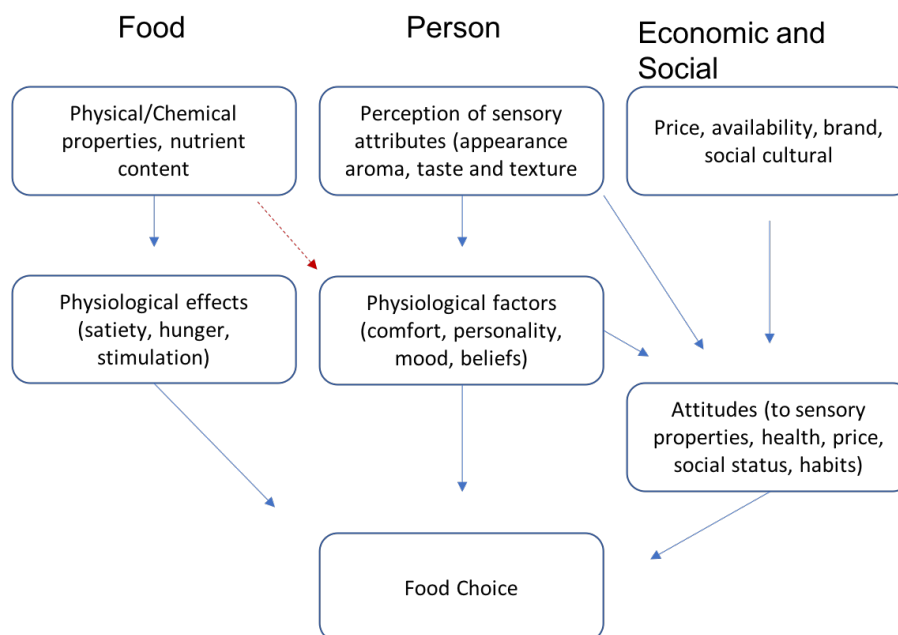 Food
Person
Economic and
Social
Physical/Chemical
properties, nutrient
content
Perception of sensory
attributes (appearance
aroma, taste and texture
Price, availability, brand,
social cultural
Physiological effects
(satiety, hunger,
stimulation)
Physiological factors
(comfort, personality,
mood, beliefs)
Attitudes (to sensory
properties, health, price,
social status, habits)
Food Choice